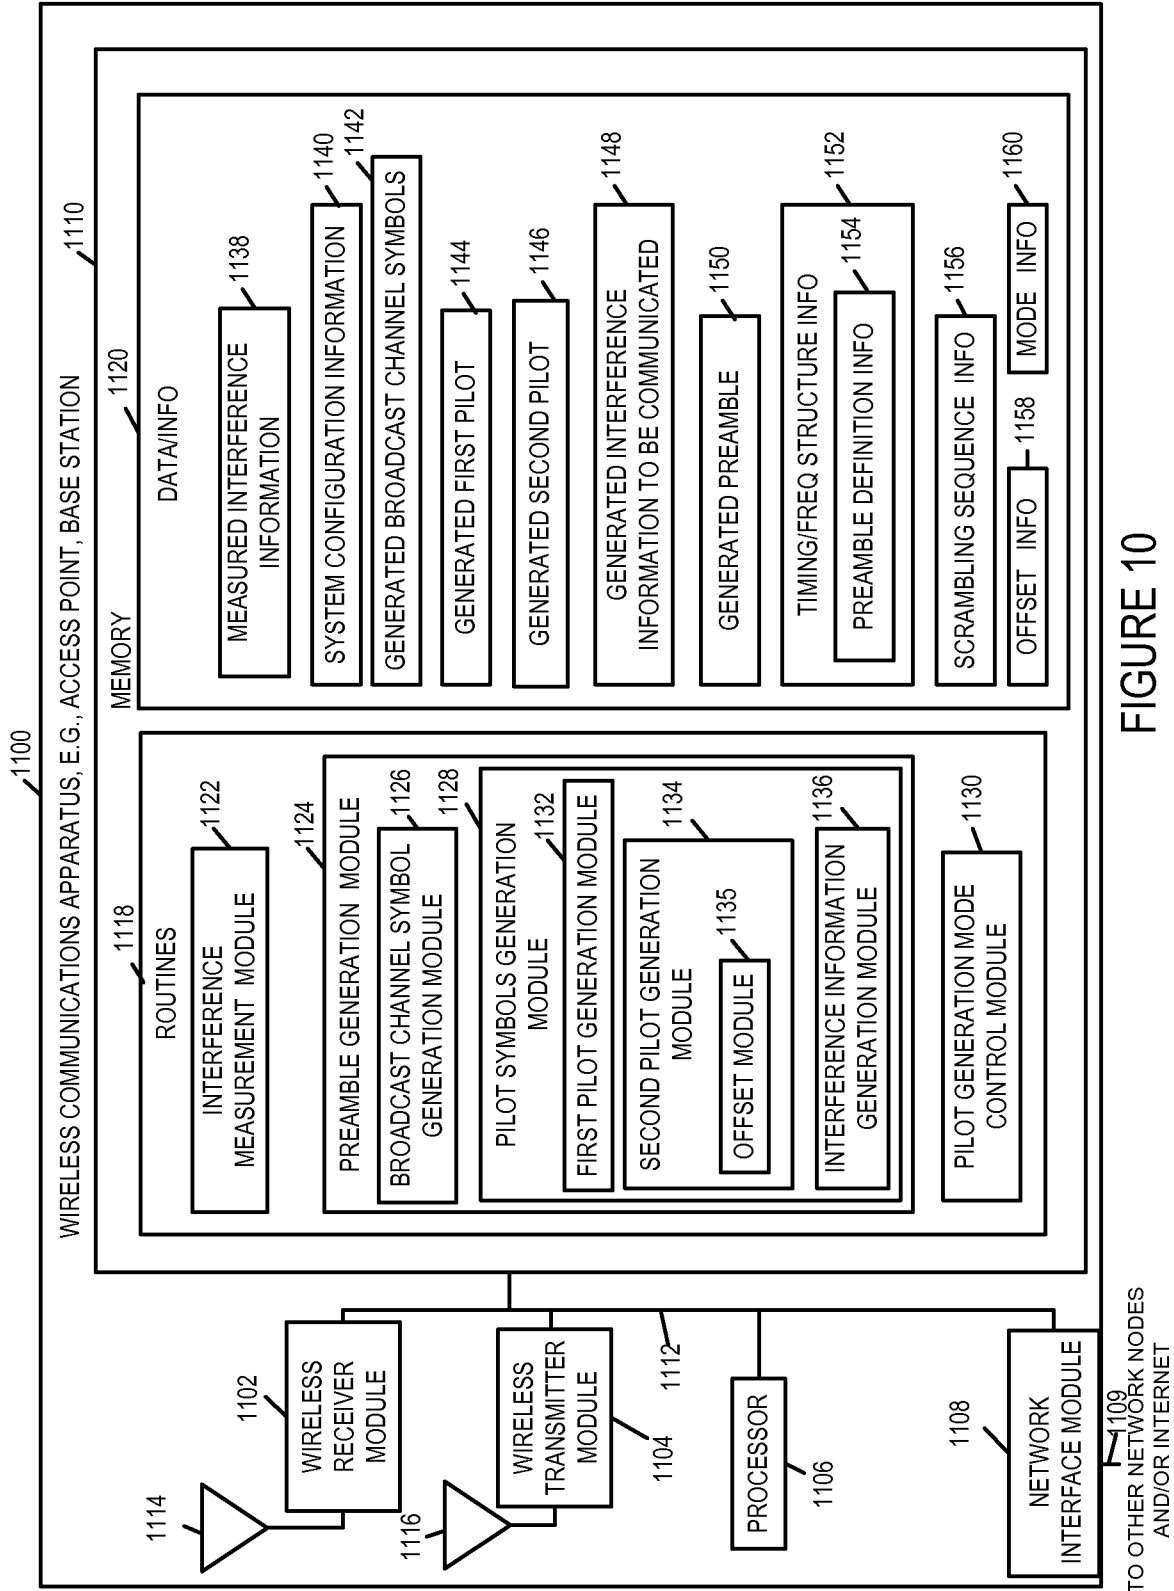 1100
WIRELESS COMMUNICATIONS APPARATUS, E.G., ACCESS POINT, BASE STATION
1110
1114
1102
WIRELESS
RECEIVER
MODULE
1116
WIRELESS
TRANSMITTER
MODULE
1104
1112
PROCESSOR
1106
1108
NETWORK
INTERFACE MODULE
1109
TO OTHER NETWORK NODES
AND/OR INTERNET
MEMORY
1118
ROUTINES
1122
INTERFERENCE
MEASUREMENT MODULE
1124
PREAMBLE GENERATION MODULE
1126
BROADCAST CHANNEL SYMBOL
GENERATION MODULE
1128
PILOT SYMBOLS GENERATION
MODULE
1132
FIRST PILOT GENERATION MODULE
1134
SECOND PILOT GENERATION
MODULE
1135
OFFSET MODULE
1136
INTERFERENCE INFORMATION
GENERATION MODULE
1130
PILOT GENERATION MODE
CONTROL MODULE
1120
DATA/INFO
1138
MEASURED INTERFERENCE
INFORMATION
1140
SYSTEM CONFIGURATION INFORMATION
1142
GENERATED BROADCAST CHANNEL SYMBOLS
1144
GENERATED FIRST PILOT
1146
GENERATED SECOND PILOT
1148
GENERATED INTERFERENCE
INFORMATION TO BE COMMUNICATED
1150
GENERATED PREAMBLE
1152
TIMING/FREQ STRUCTURE INFO
1154
PREAMBLE DEFINITION INFO
1156
SCRAMBLING SEQUENCE INFO
1158
OFFSET INFO
1160
MODE INFO
FIGURE 10